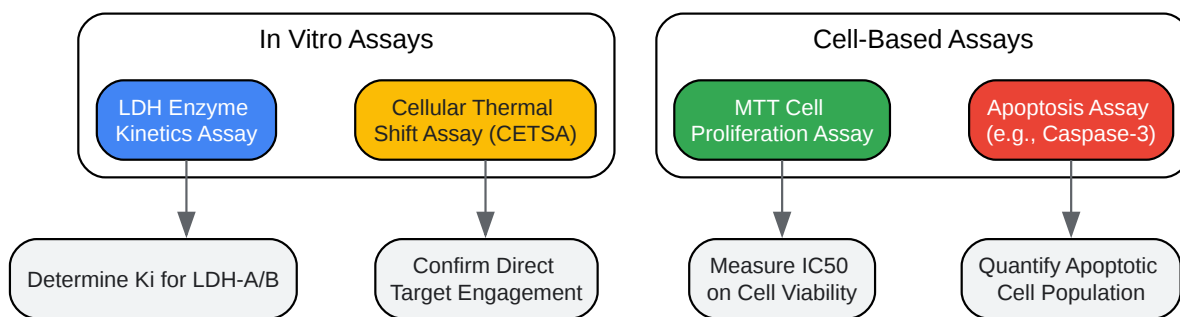 In Vitro Assays
LDH Enzyme
Kinetics Assay
Cellular Thermal
Shift Assay (CETSA)
Cell-Based Assays
MTT Cell
Proliferation Assay
Apoptosis Assay
(e.g., Caspase-3)
Determine Ki for LDH-A/B
Confirm Direct
Target Engagement
Measure IC50
on Cell Viability
Quantify Apoptotic
Cell Population